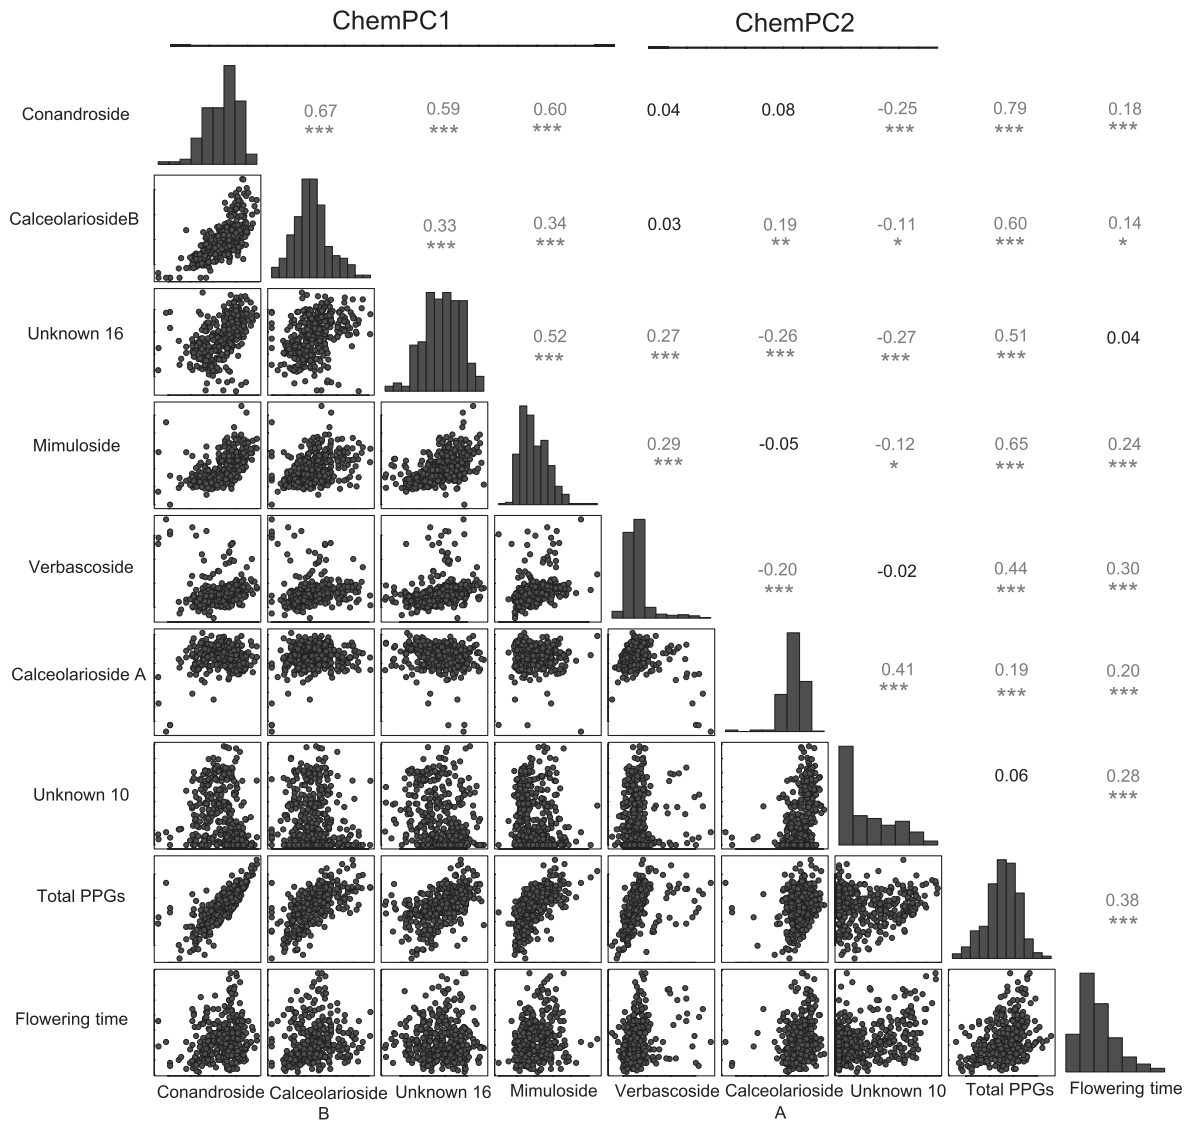 ChemPC1 ChemPC2
Conandroside 0.67 0.59 0.60 0.04 0.08 -0.25 0.79 0.18
*** *** *** *** *** ***
CalceolariosideB 0.33 0.34 0.03 0.19 -0.11 0.60 0.14
*** *** ** * *** *
Unknown 16 0.52 0.27 -0.26 -0.27 0.51 0.04
*** *** *** *** ***
Mimuloside 0.29 -0.05 -0.12 0.65 0.24
*** * *** ***
Verbascoside -0.20 -0.02 0.44 0.30
*** *** ***
Calceolarioside A 0.41 0.19 0.20
*** *** ***
Unknown 10 0.06 0.28
***
Total PPGs 0.38
***
Flowering time
Conandroside Calceolarioside Unknown 16 Mimuloside Verbascoside Calceolarioside Unknown 10 Total PPGs Flowering time
B A